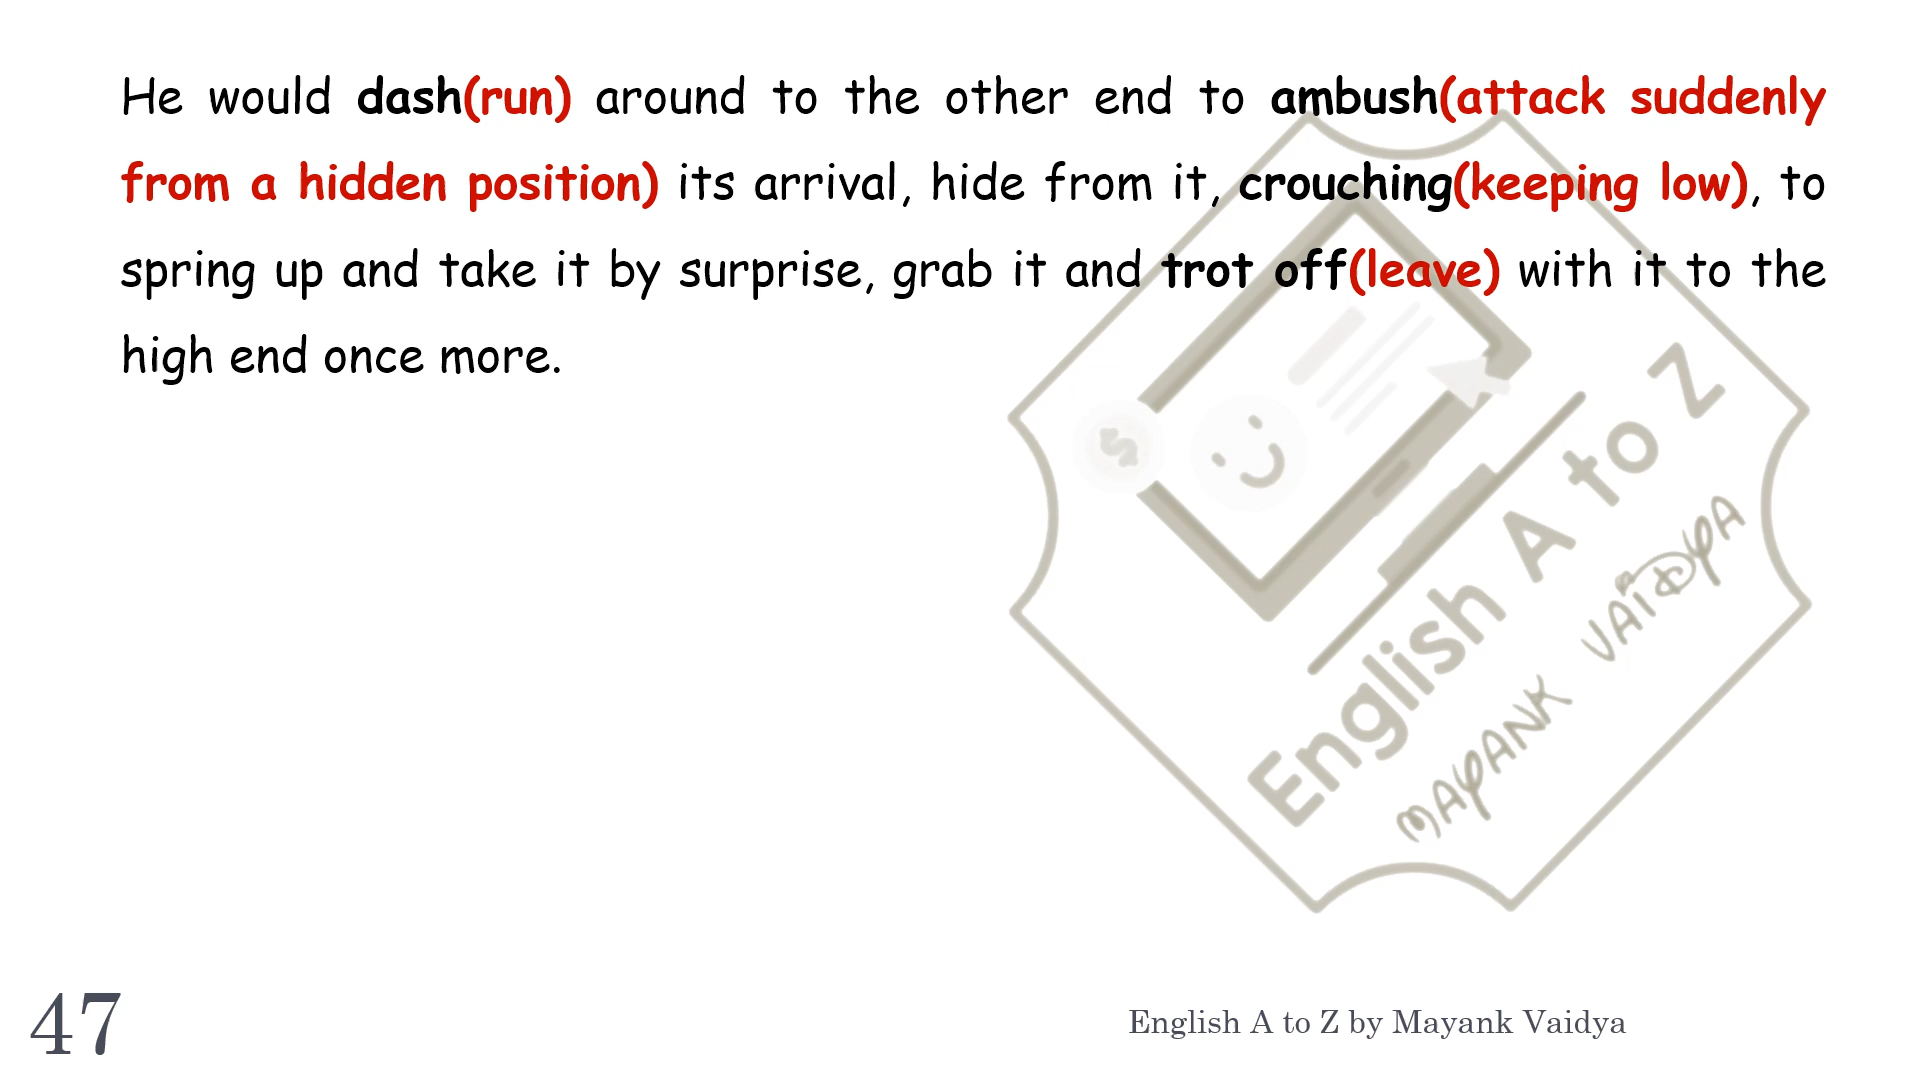 He would dash(run) around to the other end to ambush(attack suddenly
from a hidden position) its arrival, hide from it, crouching(keeping low), to
spring up and take it by surprise, grab it and trot off(leave) with it to the
high end once more.
$
English A to Z
MAYANK VAIDYA
47
English A to Z by Mayank Vaidya